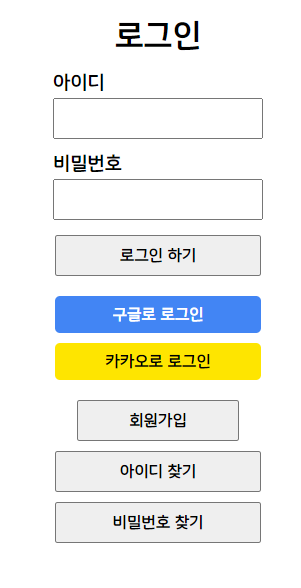 로그인
아이디
비밀번호
로그인 하기
구글로 로그인
카카오로 로그인
회원가입
아이디 찾기
비밀번호 찾기